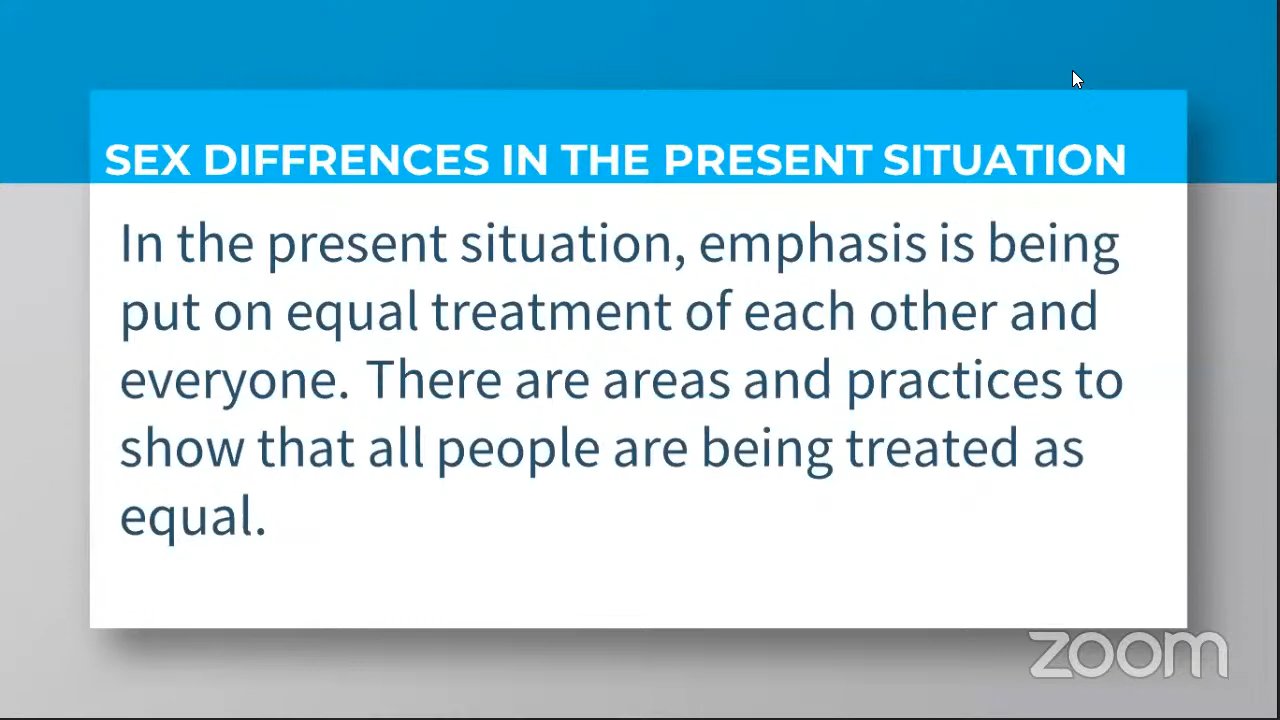 SEX DIFFRENCES IN THE PRESENT SITUATION
In the present situation, emphasis is being
put on equal treatment of each other and
everyone. There are areas and practices to
show that all people are being treated as
equal.
zoom